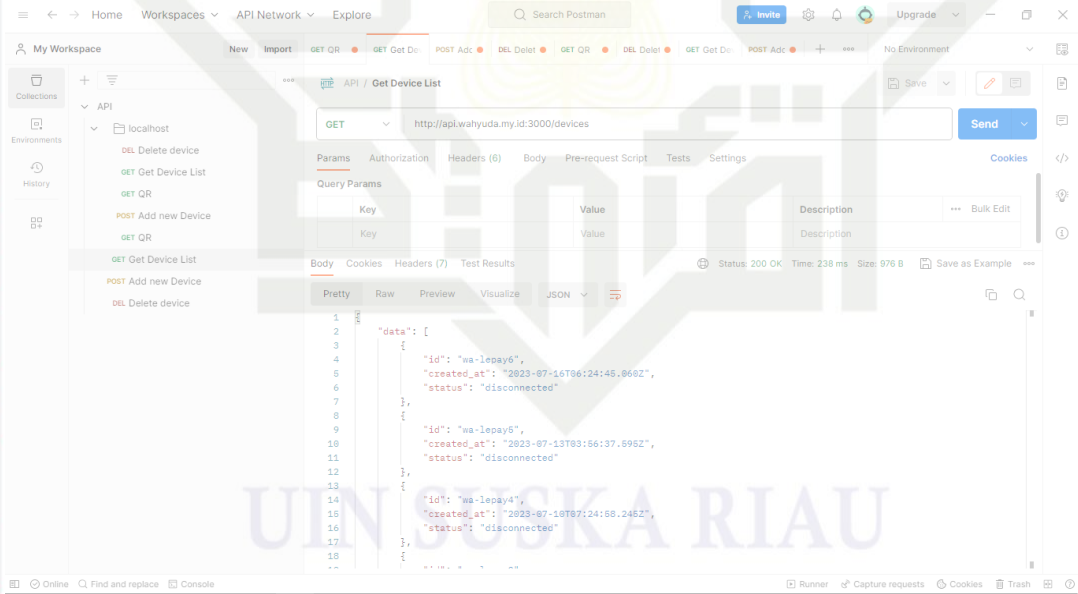 Home Workspaces API Network Explore Search Postman Invite Upgrade
My Workspace New Import GET QR GET Get De POST Adc DEL Delet GET QR DEL Delet GET Get De POST Adc No Environment
Collections
Environments
History
API
localhost
DEL Delete device
GET Get Device List
GET QR
POST Add new Device
GET QR
GET Get Device List
POST Add new Device
DEL Delete device
API / Get Device List Save
GET http://api.wahyuda.my.id:3000/devices Send
Params Authorization Headers (6) Body Pre-request Script Tests Settings Cookies
Query Params
Key Value Description Bulk Edit
Key Value Description
Body Cookies Headers (7) Test Results Status: 200 OK Time: 238 ms Size: 976 B Save as Example
Pretty Raw Preview Visualize JSON
1 {
2 "data": [
3 {
4 "id": "wa-lepay6",
5 "created_at": "2023-07-16T06:24:45.060Z",
6 "status": "disconnected"
7 },
8 {
9 "id": "wa-lepay5",
10 "created_at": "2023-07-13T03:56:37.595Z",
11 "status": "disconnected"
12 },
13 {
14 "id": "wa-lepay4",
15 "created_at": "2023-07-10T07:24:58.245Z",
16 "status": "disconnected"
17 },
18 {
UIN SUSKA RIAU
Online Find and replace Console Runner Capture requests Cookies Trash